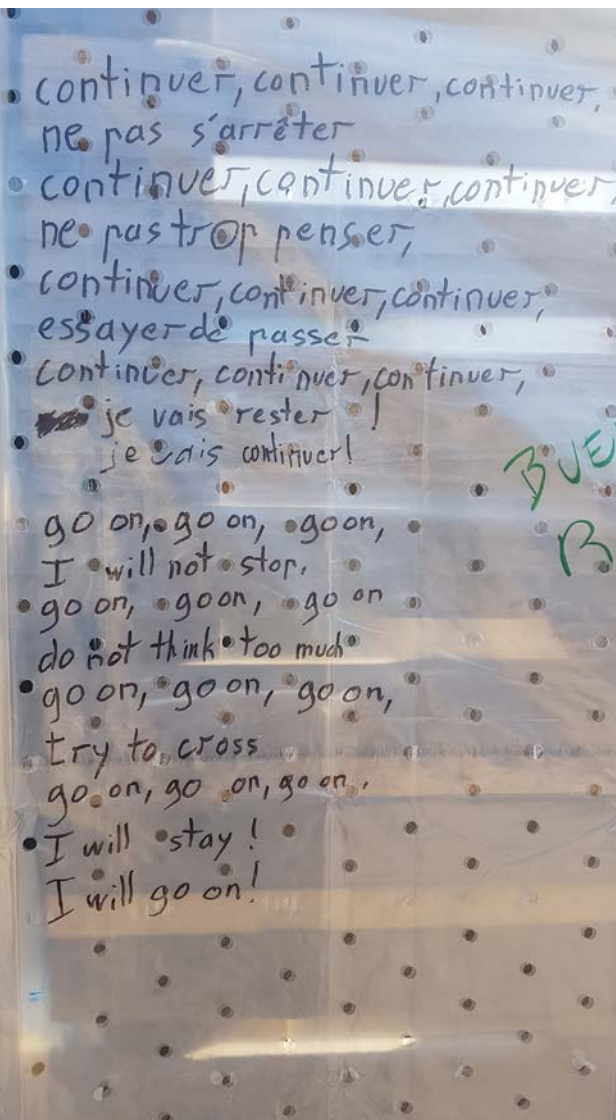 continuer, continuer, continuer,
ne pas s'arrêter
continuer, continuer, continuer,
ne pas trop penser,
continuer, continuer, continuer,
essayer de passer
continuer, continuer, continuer,
je vais rester !
je vais continuer!
go on, go on, go on,
I will not stop.
go on, go on, go on
do not think too much
go on, go on, go on,
try to cross
go on, go on, go on.
I will stay !
I will go on!